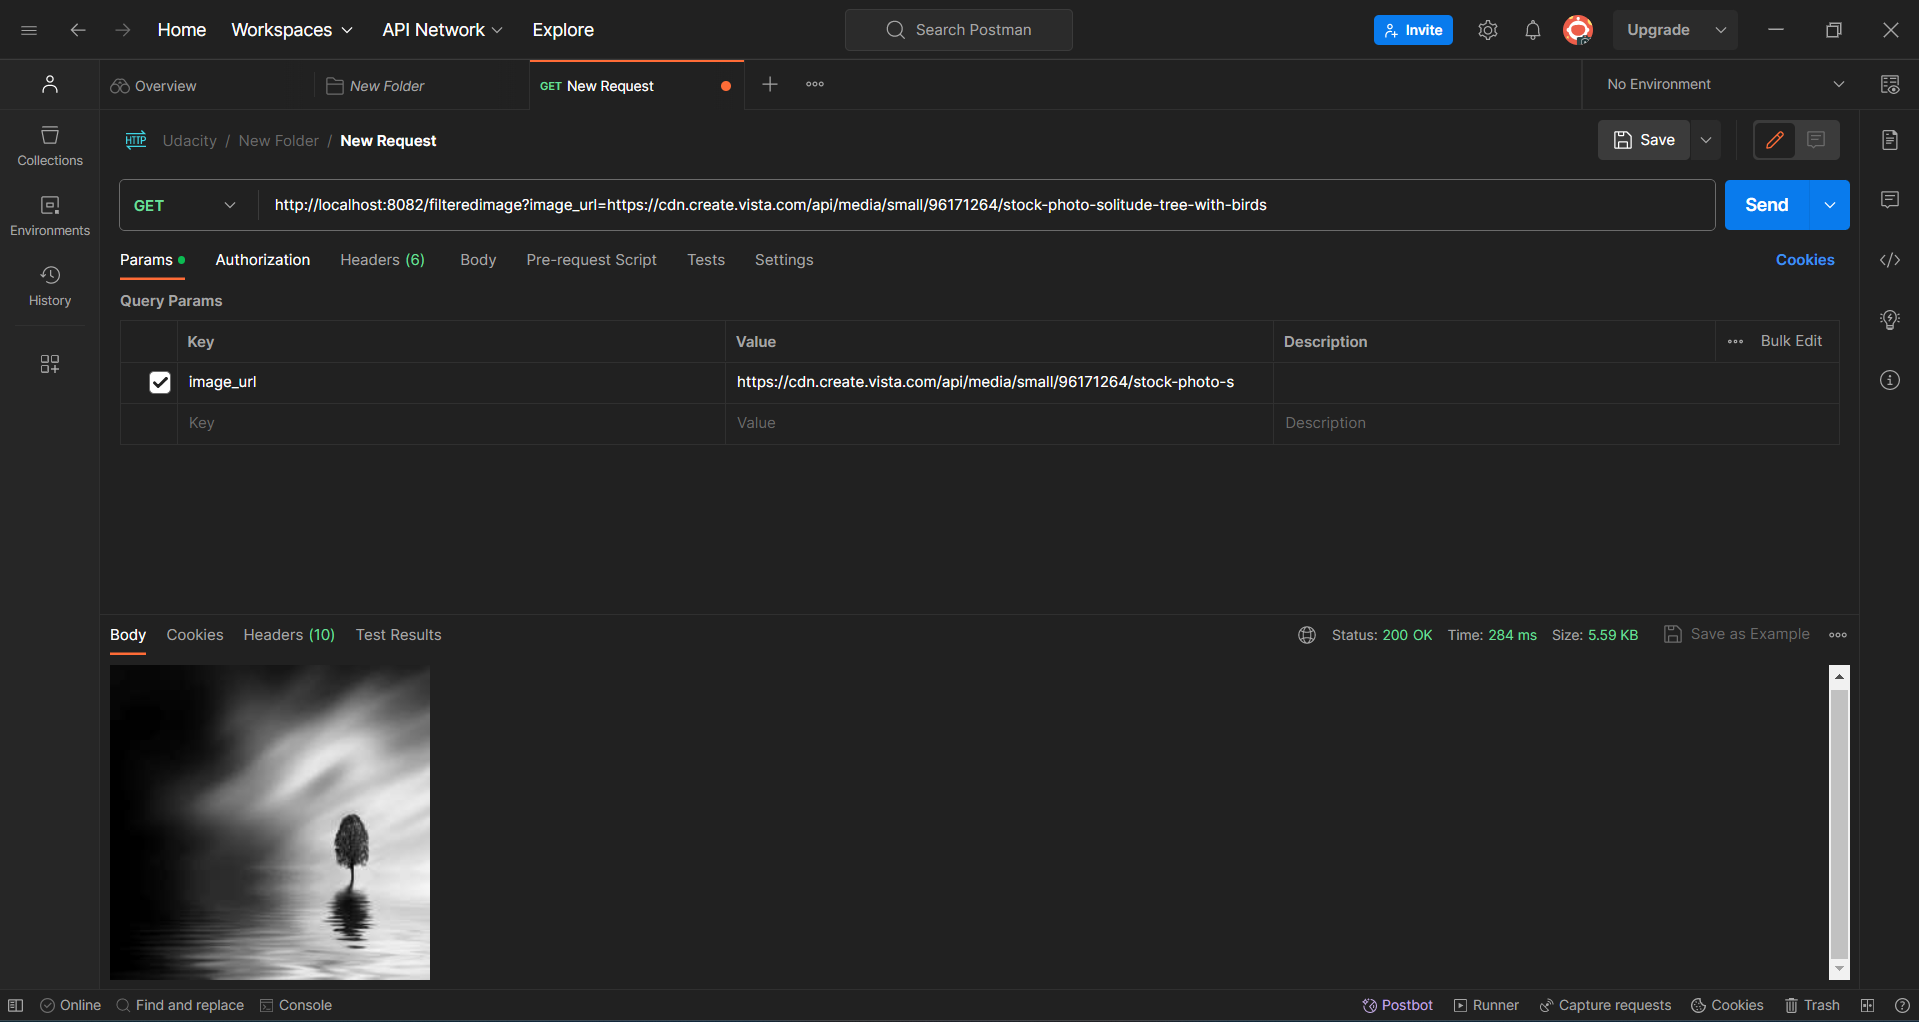 Home Workspaces API Network Explore Search Postman Invite Upgrade
Overview New Folder GET New Request No Environment
HTTP Udacity / New Folder / New Request Save
Collections
Environments
History
GET http://localhost:8082/filteredimage?image_url=https://cdn.create.vista.com/api/media/small/96171264/stock-photo-solitude-tree-with-birds Send
Params Authorization Headers (6) Body Pre-request Script Tests Settings Cookies
Query Params
Key Value Description Bulk Edit
image_url https://cdn.create.vista.com/api/media/small/96171264/stock-photo-s
Key Value Description
Body Cookies Headers (10) Test Results Status: 200 OK Time: 284 ms Size: 5.59 KB Save as Example
Online Find and replace Console Postbot Runner Capture requests Cookies Trash